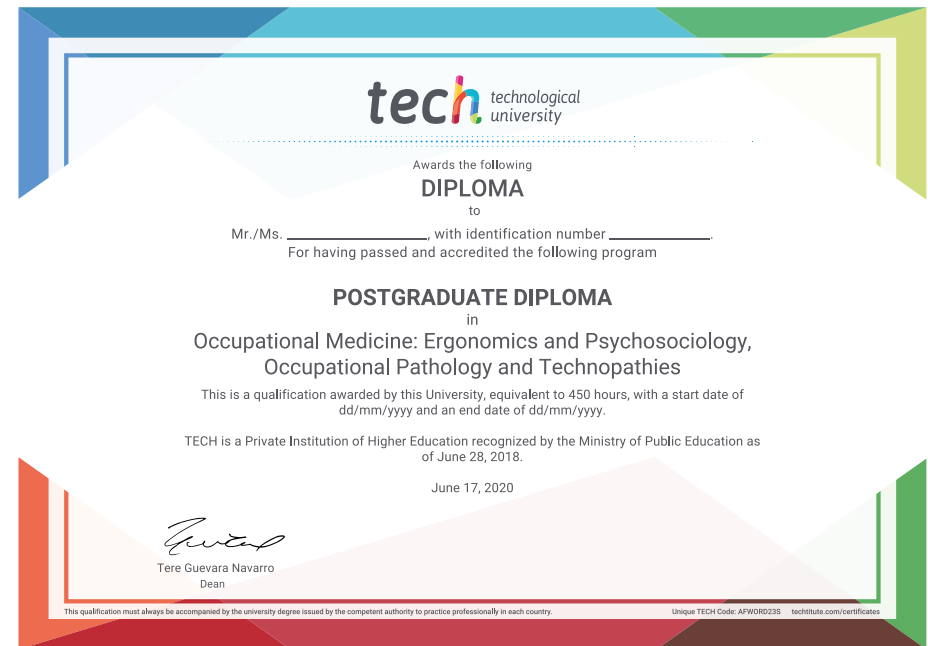 tech technological
university
Awards the following
DIPLOMA
to
Mr./Ms. ____________________, with identification number ______________.
For having passed and accredited the following program
POSTGRADUATE DIPLOMA
in
Occupational Medicine: Ergonomics and Psychosociology,
Occupational Pathology and Technopathies
This is a qualification awarded by this University, equivalent to 450 hours, with a start date of
dd/mm/yyyy and an end date of dd/mm/yyyy.
TECH is a Private Institution of Higher Education recognized by the Ministry of Public Education as
of June 28, 2018.
June 17, 2020
Tere Guevara Navarro
Dean
This qualification must always be accompanied by the university degree issued by the competent authority to practice professionally in each country.
Unique TECH Code: AFWORD23S techtitute.com/certificates